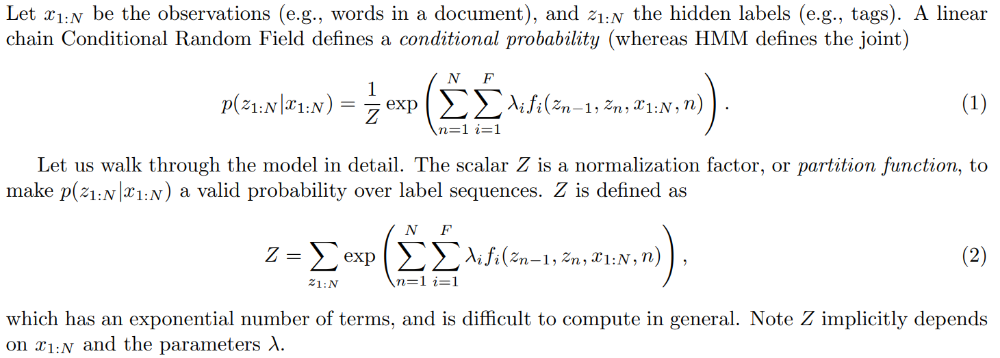 Let x_{1:N} be the observations (e.g., words in a document), and z_{1:N} the hidden labels (e.g., tags). A linear
chain Conditional Random Field defines a conditional probability (whereas HMM defines the joint)
p(z_{1:N}|x_{1:N}) = \frac{1}{Z} \exp \left( \sum_{n=1}^{N} \sum_{i=1}^{F} \lambda_i f_i(z_{n-1}, z_n, x_{1:N}, n) \right) . (1)
Let us walk through the model in detail. The scalar Z is a normalization factor, or partition function, to
make p(z_{1:N}|x_{1:N}) a valid probability over label sequences. Z is defined as
Z = \sum_{z_{1:N}} \exp \left( \sum_{n=1}^{N} \sum_{i=1}^{F} \lambda_i f_i(z_{n-1}, z_n, x_{1:N}, n) \right) , (2)
which has an exponential number of terms, and is difficult to compute in general. Note Z implicitly depends
on x_{1:N} and the parameters λ.